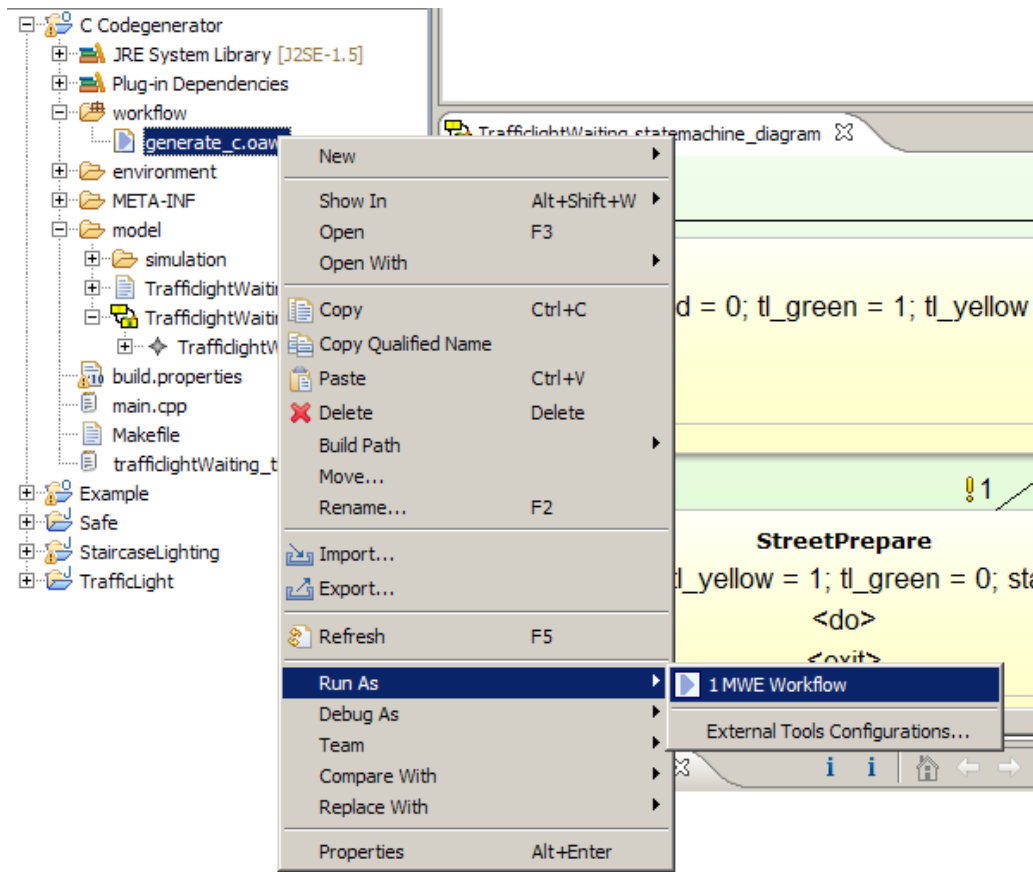 C Codegenerator
JRE System Library [J2SE-1.5]
Plug-in Dependencies
workflow
generate_c.oaw
environment
META-INF
model
simulation
TrafficlightWaiti
TrafficlightWaiti
TrafficlightW
build.properties
main.cpp
Makefile
trafficlightWaiting_t
Example
Safe
StaircaseLighting
TrafficLight
New
Show In Alt+Shift+W
Open F3
Open With
Copy Ctrl+C
Copy Qualified Name
Paste Ctrl+V
Delete Delete
Build Path
Move...
Rename... F2
Import...
Export...
Refresh F5
Run As
Debug As
Team
Compare With
Replace With
Properties Alt+Enter
1 MWE Workflow
External Tools Configurations...
TrafficlightWaiting.statemachine_diagram
d = 0; tl_green = 1; tl_yellow
1
StreetPrepare
tl_yellow = 1; tl_green = 0; sta
<do>
<exit>